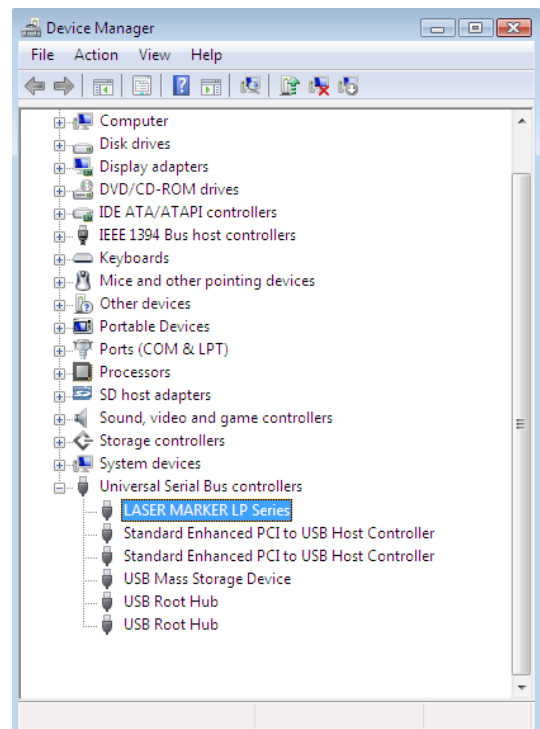 Device Manager
File Action View Help
Computer
Disk drives
Display adapters
DVD/CD-ROM drives
IDE ATA/ATAPI controllers
IEEE 1394 Bus host controllers
Keyboards
Mice and other pointing devices
Other devices
Portable Devices
Ports (COM & LPT)
Processors
SD host adapters
Sound, video and game controllers
Storage controllers
System devices
Universal Serial Bus controllers
LASER MARKER LP Series
Standard Enhanced PCI to USB Host Controller
Standard Enhanced PCI to USB Host Controller
USB Mass Storage Device
USB Root Hub
USB Root Hub